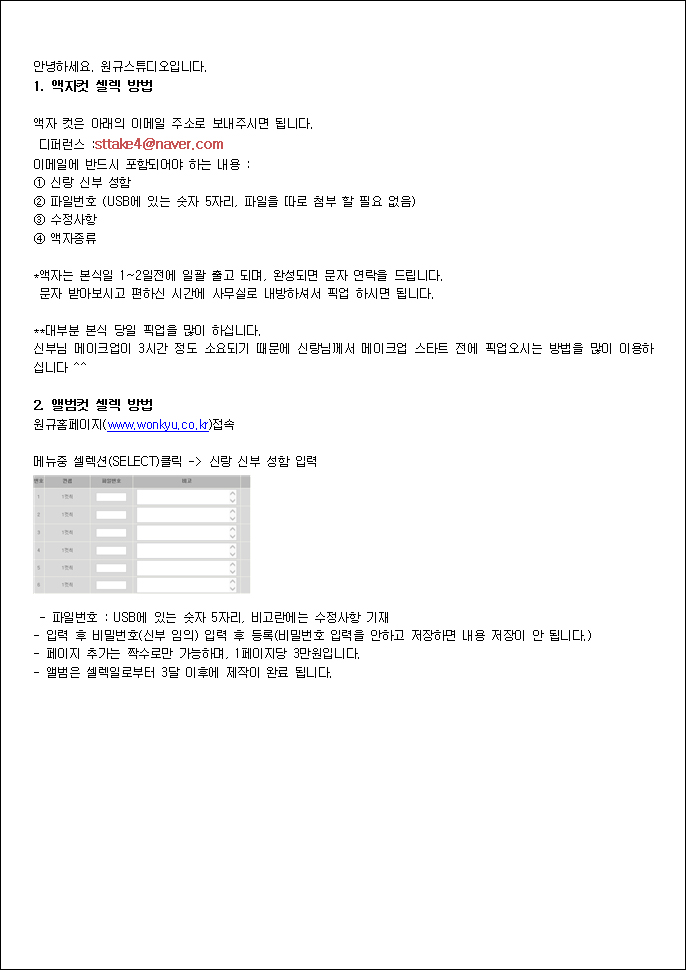 안녕하세요. 원규스튜디오입니다.
1. 액자컷 셀렉 방법
액자 컷은 아래의 이메일 주소로 보내주시면 됩니다.
디퍼런스 :sttake4@naver.com
이메일에 반드시 포함되어야 하는 내용 :
① 신랑 신부 성함
② 파일번호 (USB에 있는 숫자 5자리, 파일을 따로 첨부 할 필요 없음)
③ 수정사항
④ 액자종류
*액자는 본식일 1~2일전에 일괄 출고 되며, 완성되면 문자 연락을 드립니다.
문자 받아보시고 편하신 시간에 사무실로 내방하셔서 픽업 하시면 됩니다.
**대부분 본식 당일 픽업을 많이 하십니다.
신부님 메이크업이 3시간 정도 소요되기 때문에 신랑님께서 메이크업 스타트 전에 픽업오시는 방법을 많이 이용하
십니다 ^^
2. 앨범컷 셀렉 방법
원규홈페이지(www.wonkyu.co.kr)접속
메뉴중 셀렉션(SELECT)클릭 -> 신랑 신부 성함 입력
번호 컨셉 파일번호 비고
1
2
3
4
5
6
- 파일번호 : USB에 있는 숫자 5자리, 비고란에는 수정사항 기재
- 입력 후 비밀번호(신부 임의) 입력 후 등록(비밀번호 입력을 안하고 저장하면 내용 저장이 안 됩니다.)
- 페이지 추가는 짝수로만 가능하며, 1페이지당 3만원입니다.
- 앨범은 셀렉일로부터 3달 이후에 제작이 완료 됩니다.